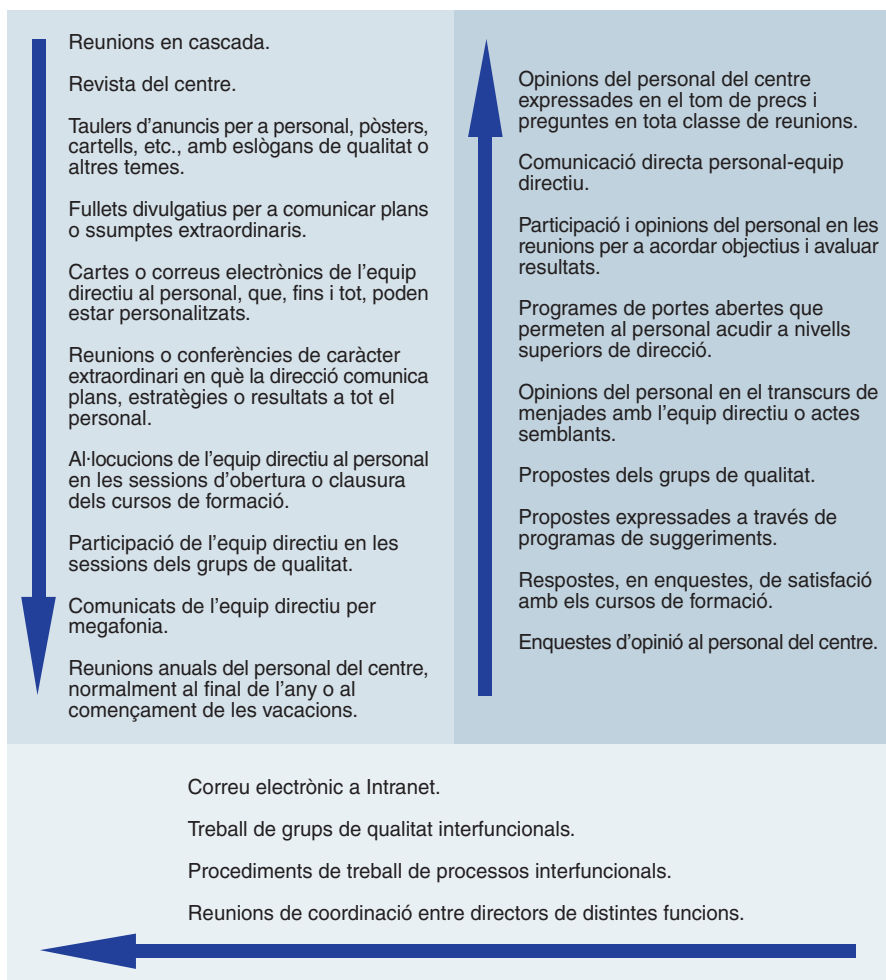 Reunions en cascada.
Revista del centre.
Taulers d’anuncis per a personal, pòsters,
cartells, etc., amb eslògans de qualitat o
altres temes.
Fullets divulgatius per a comunicar plans
o ssumptes extraordinaris.
Cartes o correus electrònics de l’equip
directiu al personal, que, fins i tot, poden
estar personalitzats.
Reunions o conferències de caràcter
extraordinari en què la direcció comunica
plans, estratègies o resultats a tot el
personal.
Al·locucions de l’equip directiu al personal
en les sessions d’obertura o clausura
dels cursos de formació.
Participació de l’equip directiu en les
sessions dels grups de qualitat.
Comunicats de l’equip directiu per
megafonia.
Reunions anuals del personal del centre,
normalment al final de l’any o al
començament de les vacacions.
Opinions del personal del centre
expressades en el tom de precs i
preguntes en tota classe de reunions.
Comunicació directa personal-equip
directiu.
Participació i opinions del personal en les
reunions per a acordar objectius i avaluar
resultats.
Programes de portes abertes que
permeten al personal acudir a nivells
superiors de direcció.
Opinions del personal en el transcurs de
menjades amb l’equip directiu o actes
semblants.
Propostes dels grups de qualitat.
Propostes expressades a través de
programas de suggeriments.
Respostes, en enquestes, de satisfació
amb els cursos de formació.
Enquestes d’opinió al personal del centre.
Correu electrònic a Intranet.
Treball de grups de qualitat interfuncionals.
Procediments de treball de processos interfuncionals.
Reunions de coordinació entre directors de distintes funcions.